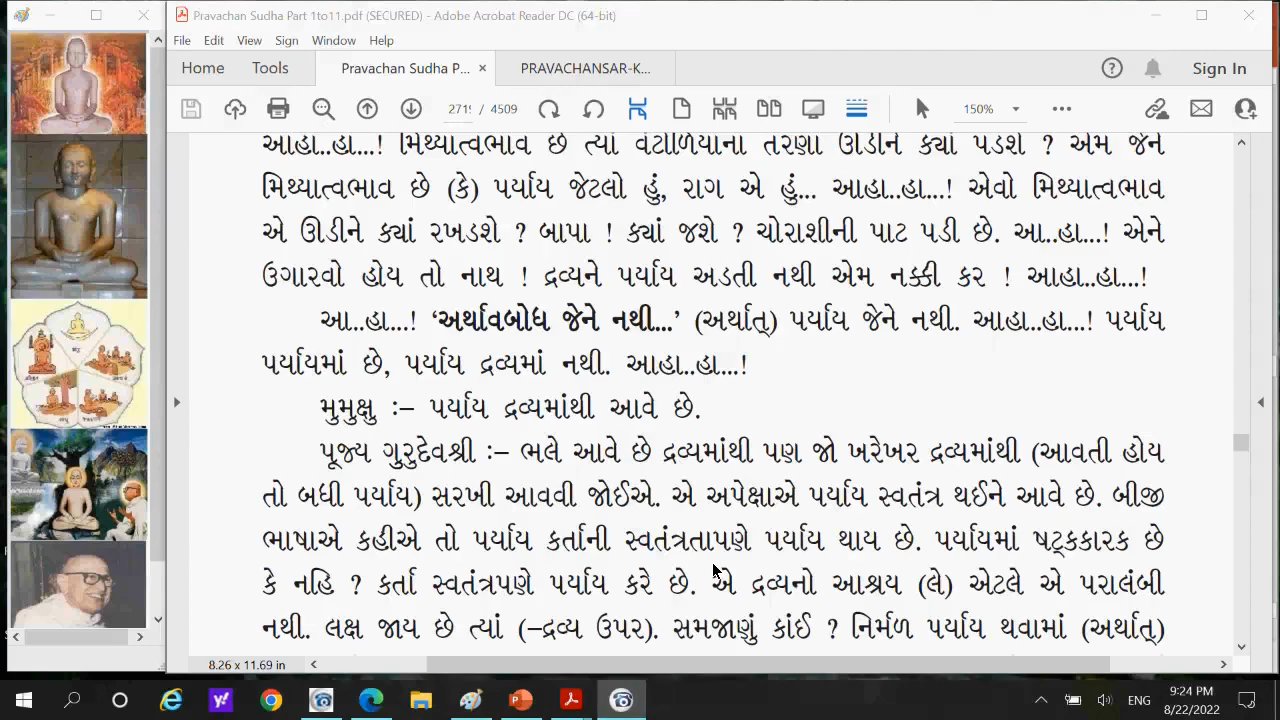 Pravachan Sudha Part 1to11.pdf (SECURED) - Adobe Acrobat Reader DC (64-bit)
File Edit View Sign Window Help
Home Tools Pravachan Sudha P... × PRAVACHANSAR-K... Sign In
2719 / 4509 150%
આહા..હા...! મિથ્યાત્વભાવ છે ત્યાં વંટોળિયાના તરણા ઊડીને ક્યાં પડશે ? એમ જેને
મિથ્યાત્વભાવ છે (કે) પર્યાય જેટલો હું, રાગ એ હું... આહા..હા...! એવો મિથ્યાત્વભાવ
એ ઊડીને ક્યાં રખડશે ? બાપા ! ક્યાં જશે ? ચોરાશીની પાટ પડી છે. આ..હા...! એને
ઉગારવો હોય તો નાથ ! દ્રવ્યને પર્યાય અડતી નથી એમ નક્કી કર ! આહા..હા...!
આ..હા...! ‘અર્થાવબોધ જેને નથી...’ (અર્થાત્) પર્યાય જેને નથી. આહા..હા...! પર્યાય
પર્યાયમાં છે, પર્યાય દ્રવ્યમાં નથી. આહા..હા...!
મુમુક્ષુ :– પર્યાય દ્રવ્યમાંથી આવે છે.
પૂજ્ય ગુરુદેવશ્રી :– ભલે આવે છે દ્રવ્યમાંથી પણ જો ખરેખર દ્રવ્યમાંથી (આવતી હોય
તો બધી પર્યાય) સરખી આવવી જોઈએ. એ અપેક્ષાએ પર્યાય સ્વતંત્ર થઈને આવે છે. બીજી
ભાષાએ કહીએ તો પર્યાય કર્તાની સ્વતંત્રતાપણે પર્યાય થાય છે. પર્યાયમાં ષટ્કારક છે
કે નહિ ? કર્તા સ્વતંત્રપણે પર્યાય કરે છે. એ દ્રવ્યનો આશ્રય (લે) એટલે એ પરાલંબી
નથી. લક્ષ જાય છે ત્યાં (–દ્રવ્ય ઉપર). સમજાણું કાંઈ ? નિર્મળ પર્યાય થવામાં (અર્થાત્)
8.26 x 11.69 in
ENG 9:24 PM
8/22/2022